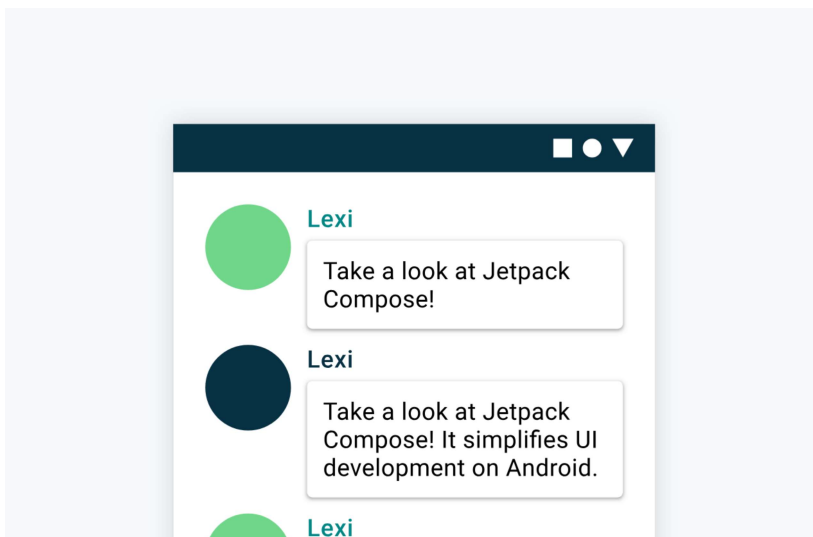 Lexi
Take a look at Jetpack
Compose!
Lexi
Take a look at Jetpack
Compose! It simplifies UI
development on Android.
Lexi